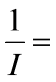 1/I =